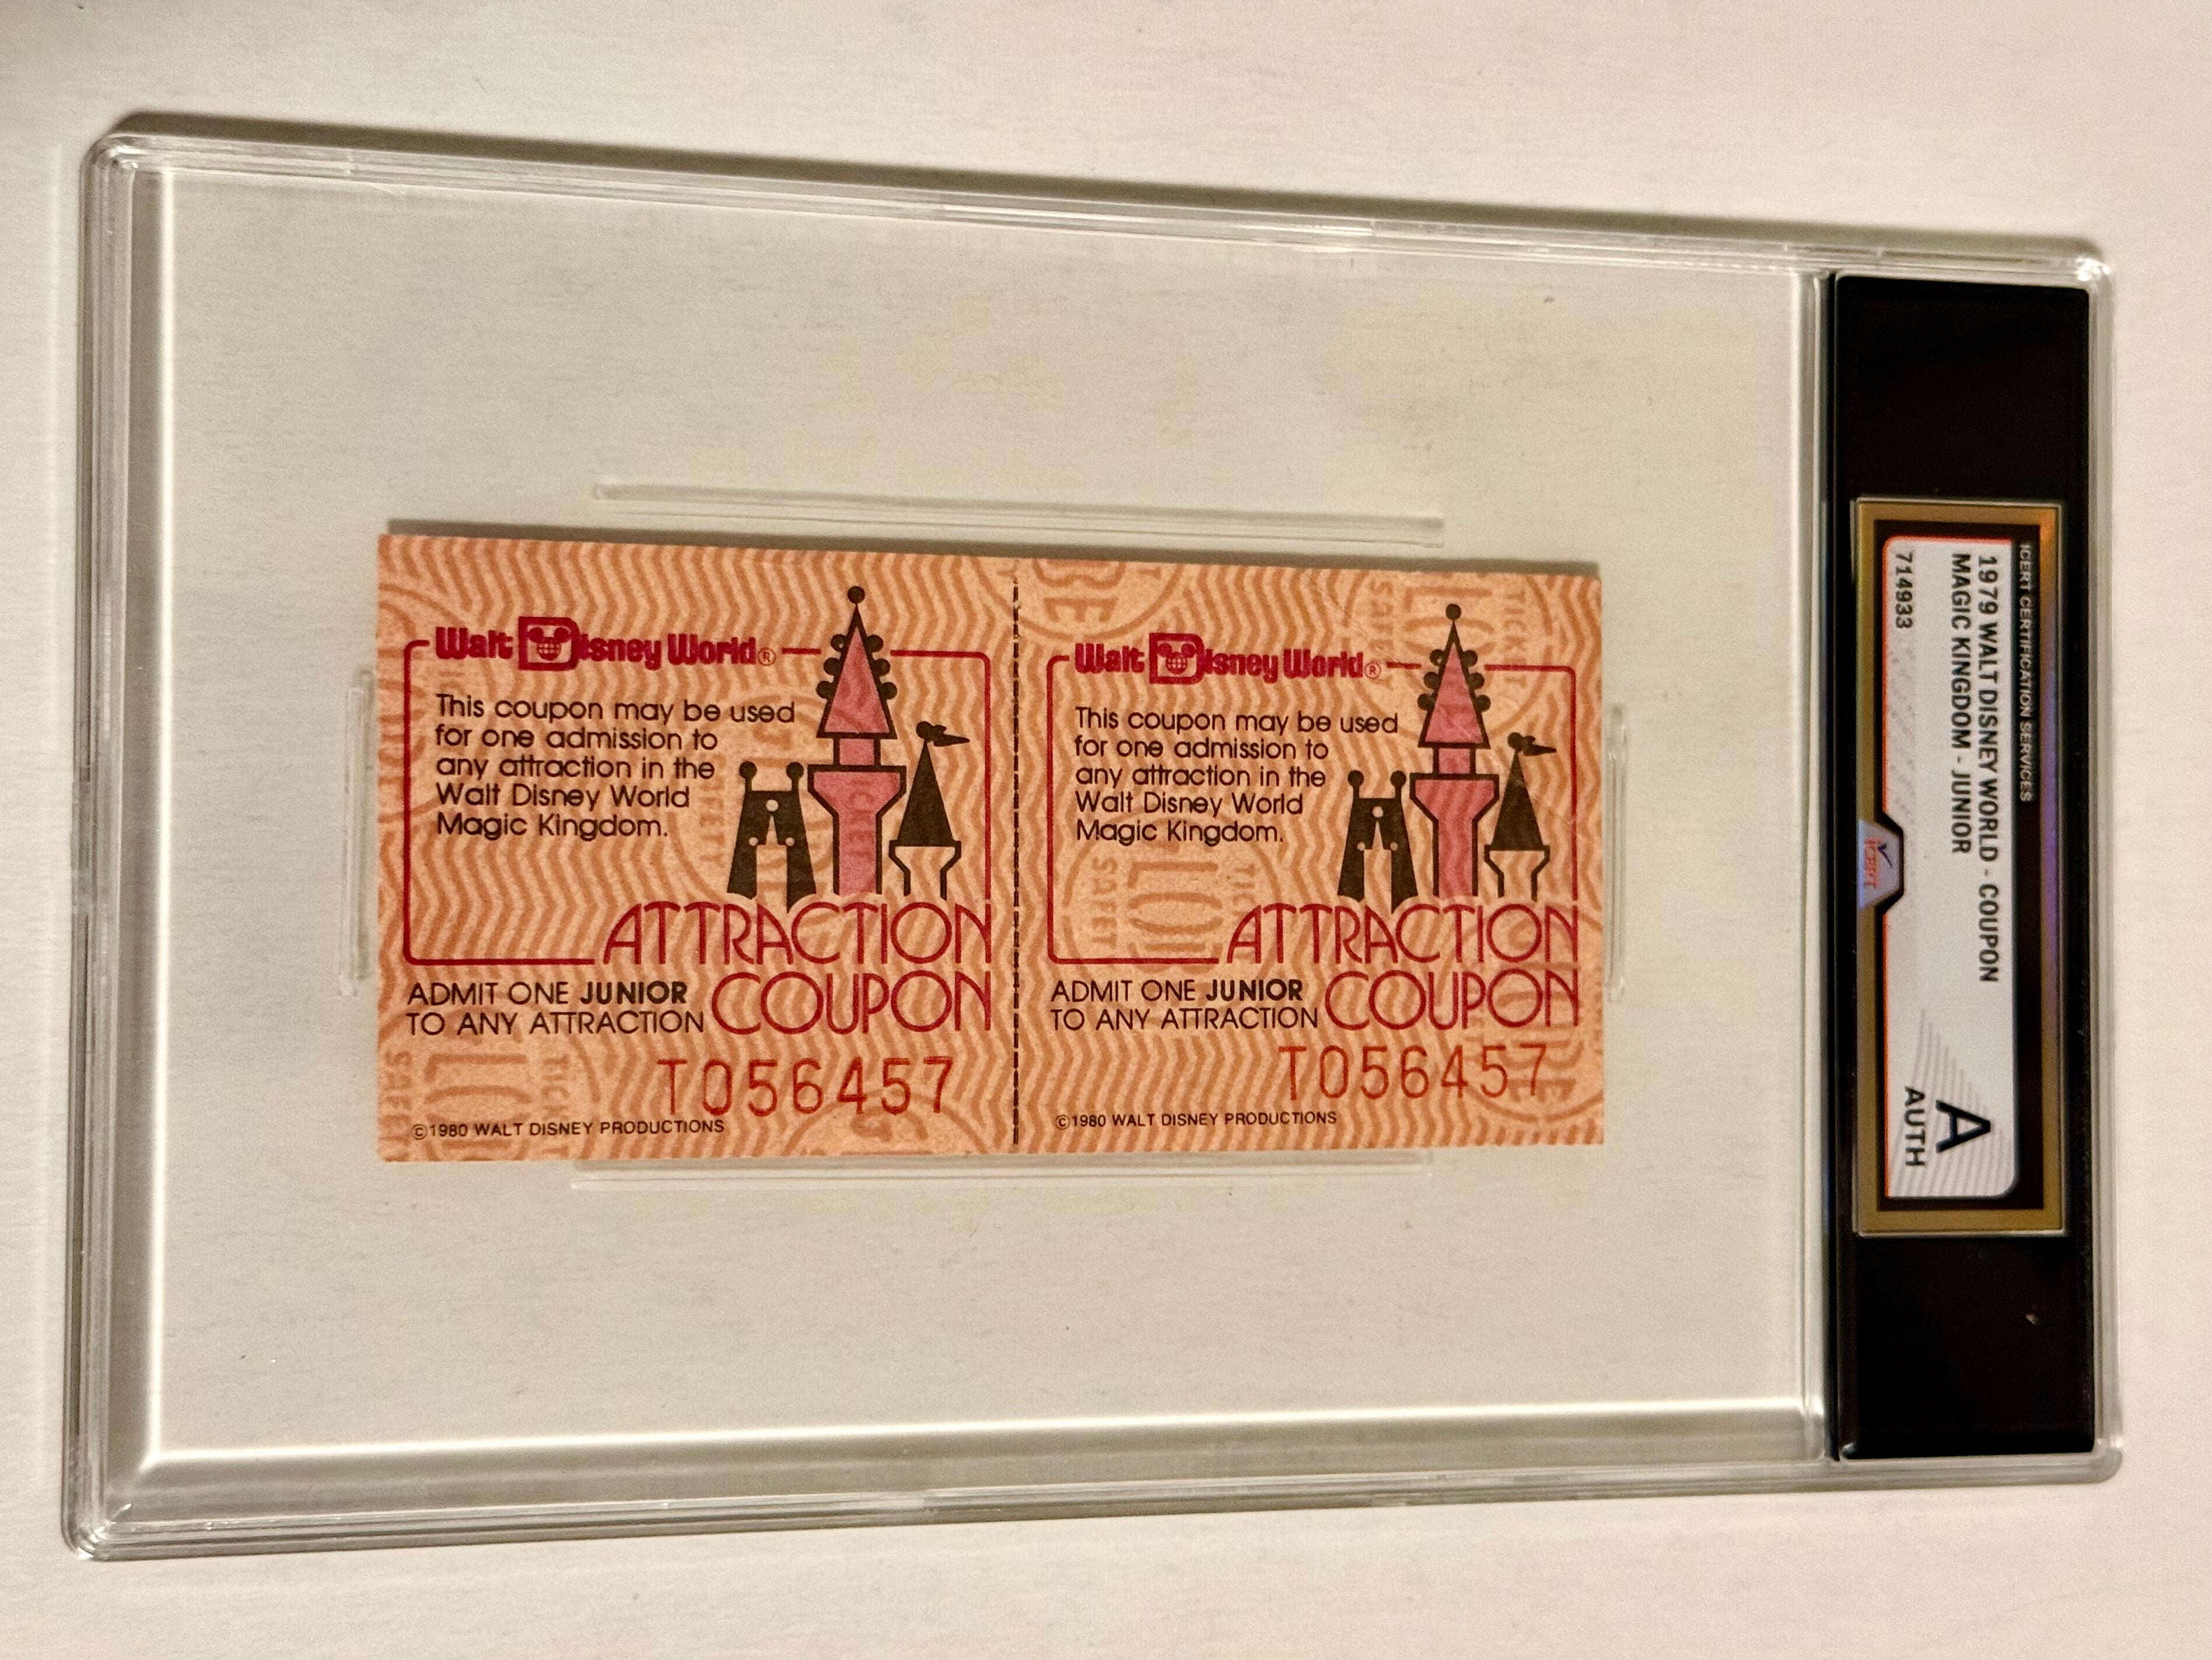 Walt Disney World®
This coupon may be used
for one admission to
any attraction in the
Walt Disney World
Magic Kingdom.
ATTRACTION
COUPON
ADMIT ONE JUNIOR
TO ANY ATTRACTION
T056457
©1980 WALT DISNEY PRODUCTIONS
Walt Disney World®
This coupon may be used
for one admission to
any attraction in the
Walt Disney World
Magic Kingdom.
ATTRACTION
COUPON
ADMIT ONE JUNIOR
TO ANY ATTRACTION
T056457
©1980 WALT DISNEY PRODUCTIONS
ICERT CERTIFICATION SERVICES
1979 WALT DISNEY WORLD - COUPON
MAGIC KINGDOM - JUNIOR
714933
A
AUTH
iCERT